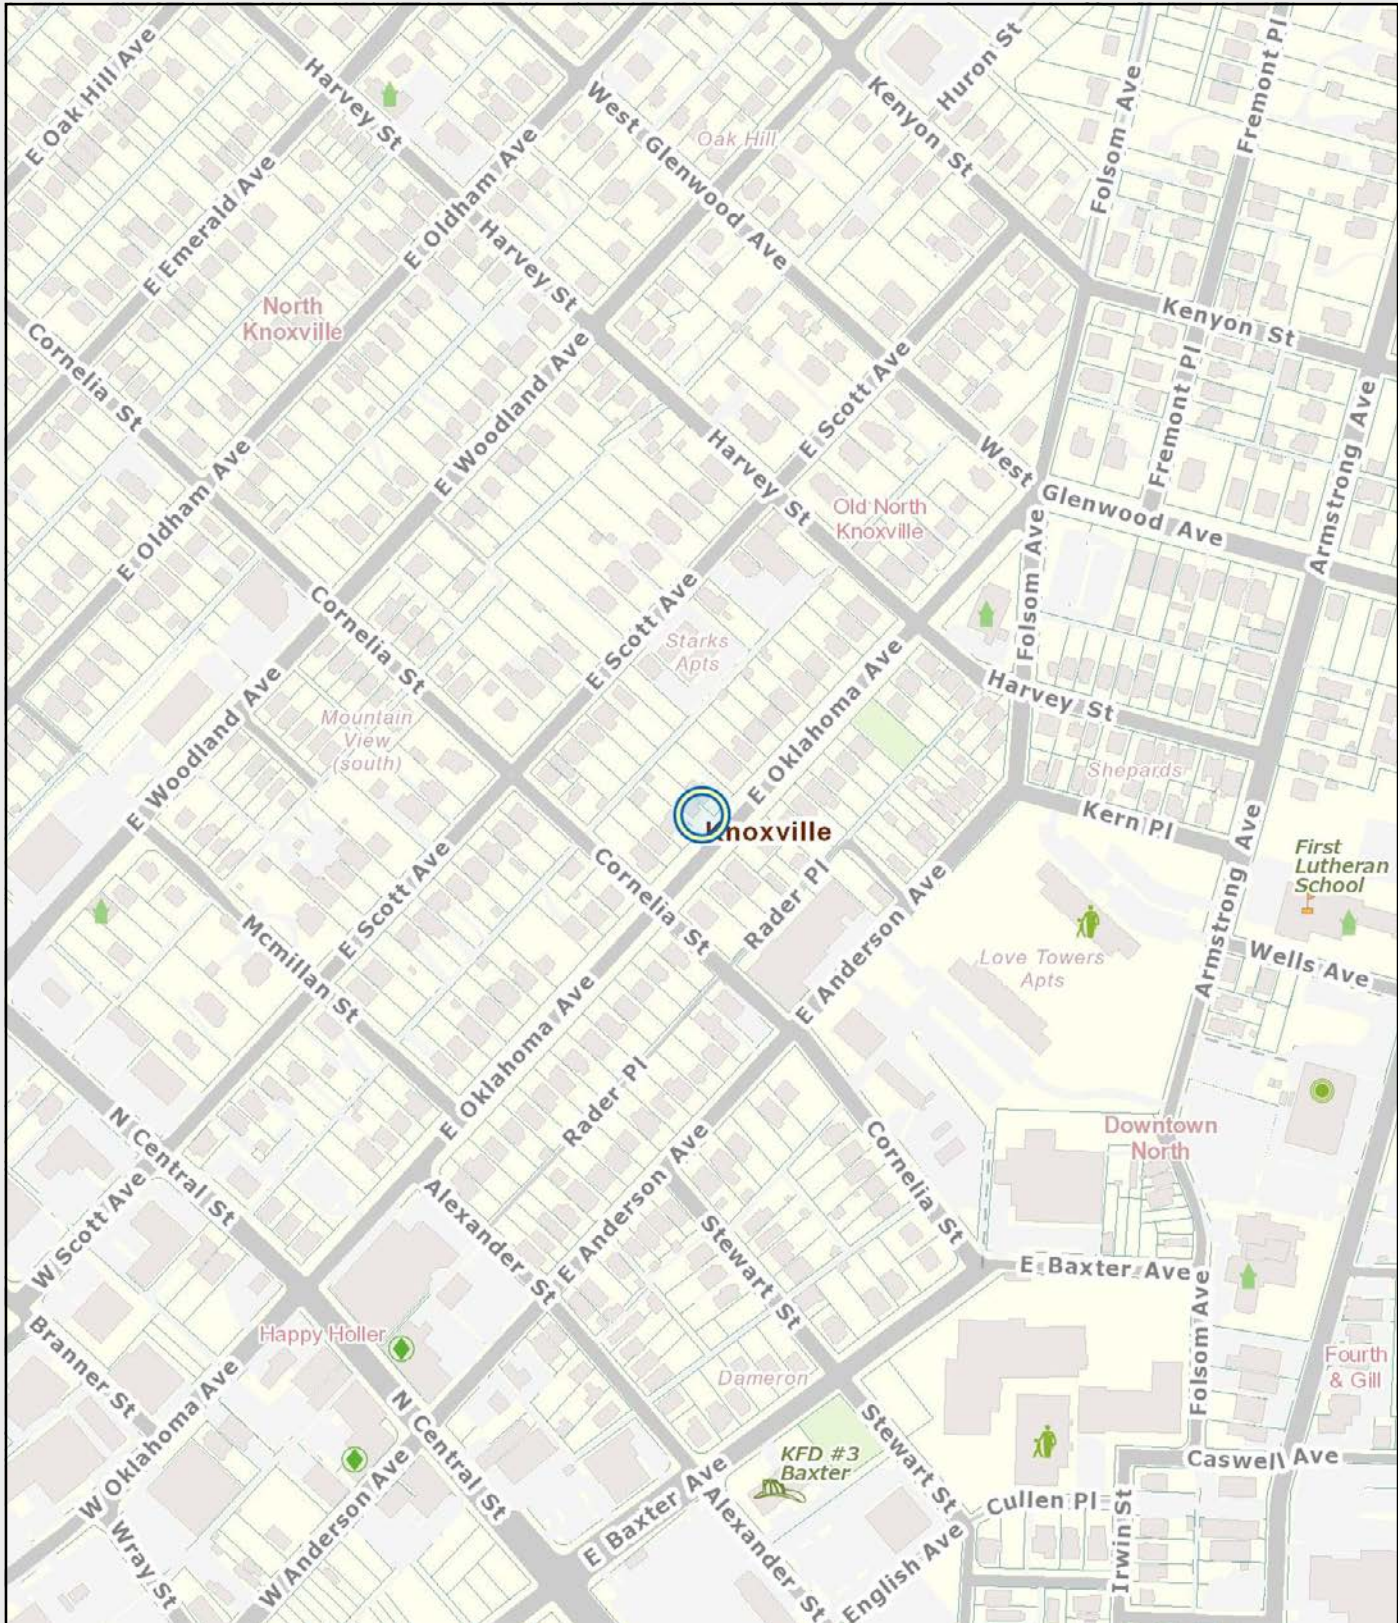 E Oak Hill Ave
Harvey St
Huron St
Fremont Pl
Kenyon St
Folsom Ave
West Glenwood Ave
Oak Hill
E Oldham Ave
E Emerald Ave
Harvey St
North
Knoxville
Kenyon St
Cornelia St
E Woodland Ave
E Scott Ave
Fremont Pl
Armstrong Ave
Harvey St
West Glenwood Ave
E Oldham Ave
Old North
Knoxville
Folsom Ave
Cornelia St
E Scott Ave
Starks
Apts
E Oklahoma Ave
Harvey St
E Woodland Ave
Mountain
View
(south)
Shepards
Kern Pl
Knoxville
First
Lutheran
School
Cornelia St
Rader Pl
E Scott Ave
E Anderson Ave
Armstrong Ave
Mcmillan St
Love Towers
Apts
Wells Ave
E Oklahoma Ave
Rader Pl
N Central St
Downtown
North
Cornelia St
E Anderson Ave
Alexander St
Stewart St
W Scott Ave
E Baxter Ave
Happy Holler
Branner St
W Oklahoma Ave
Folsom Ave
Fourth
& Gill
Dameron
N Central St
Stewart St
KFD #3
Baxter
Caswell Ave
W Anderson Ave
E Baxter Ave
Alexander St
Cullen Pl
Irwin St
English Ave
Wray St